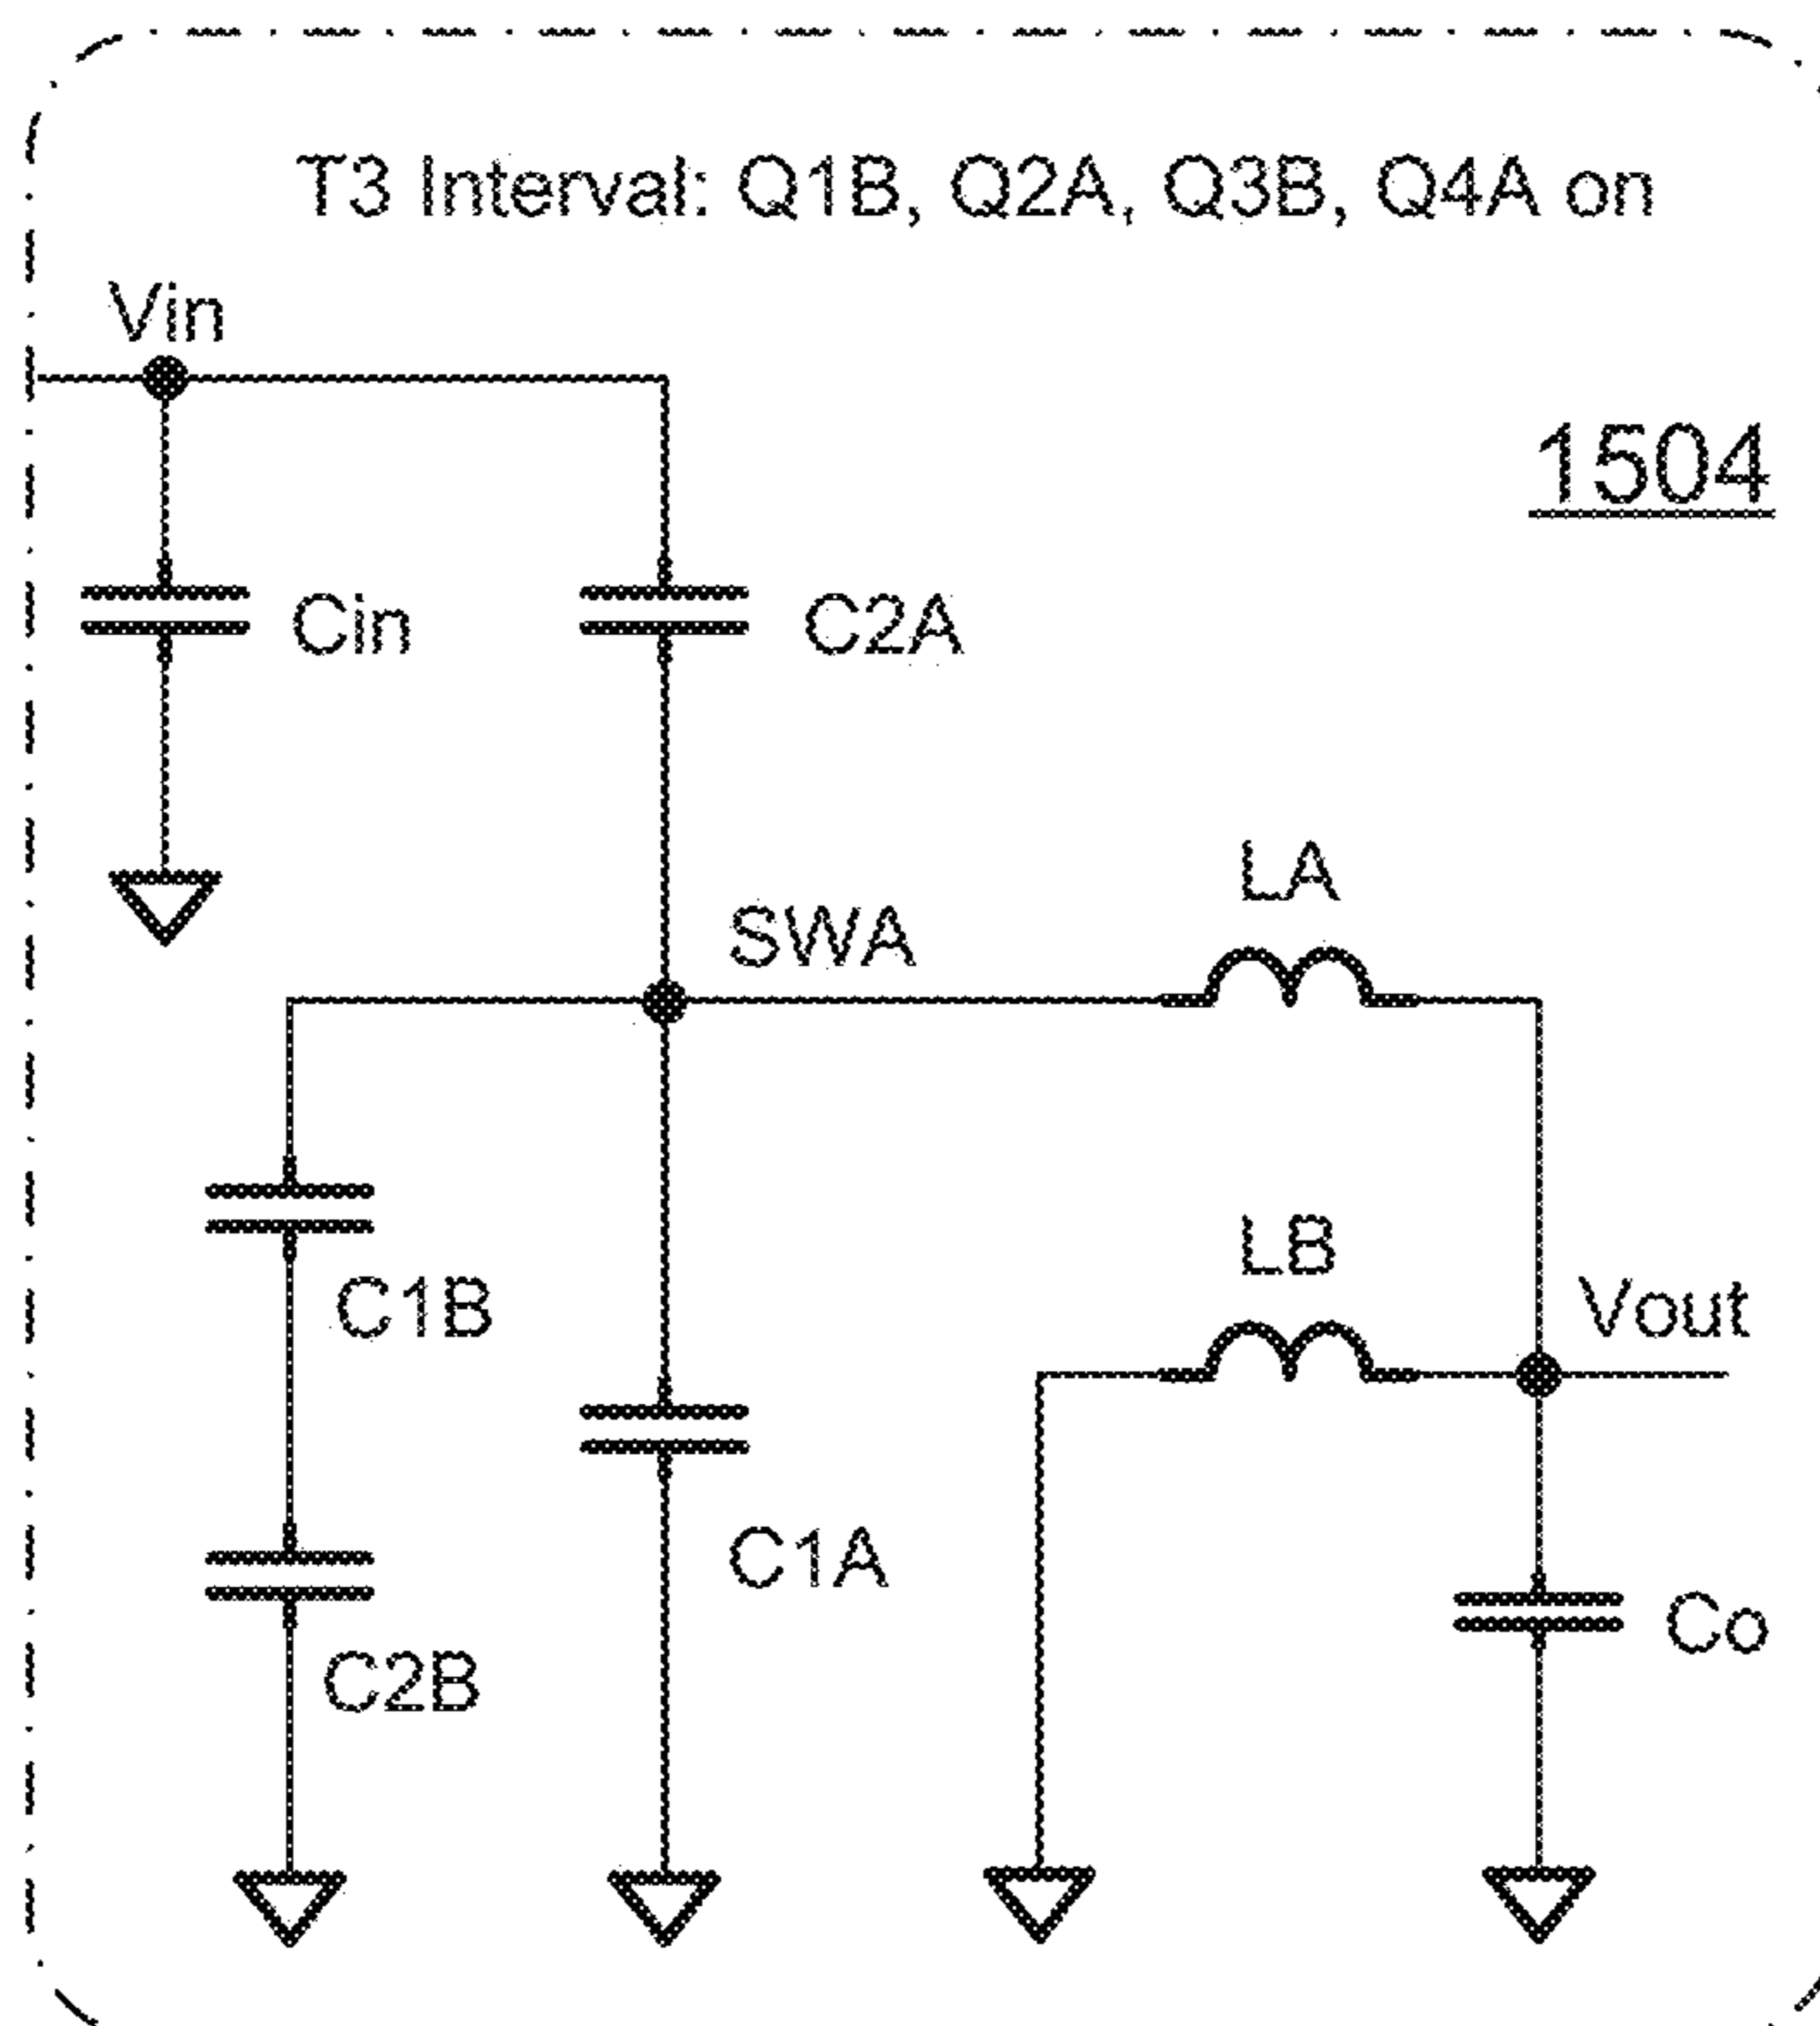 T3 Interval: Q1B, Q2A, Q3B, Q4A on
Vin
1504
Cin
C2A
LA
SWA
LB
C1B
Vout
C1A
Co
C2B